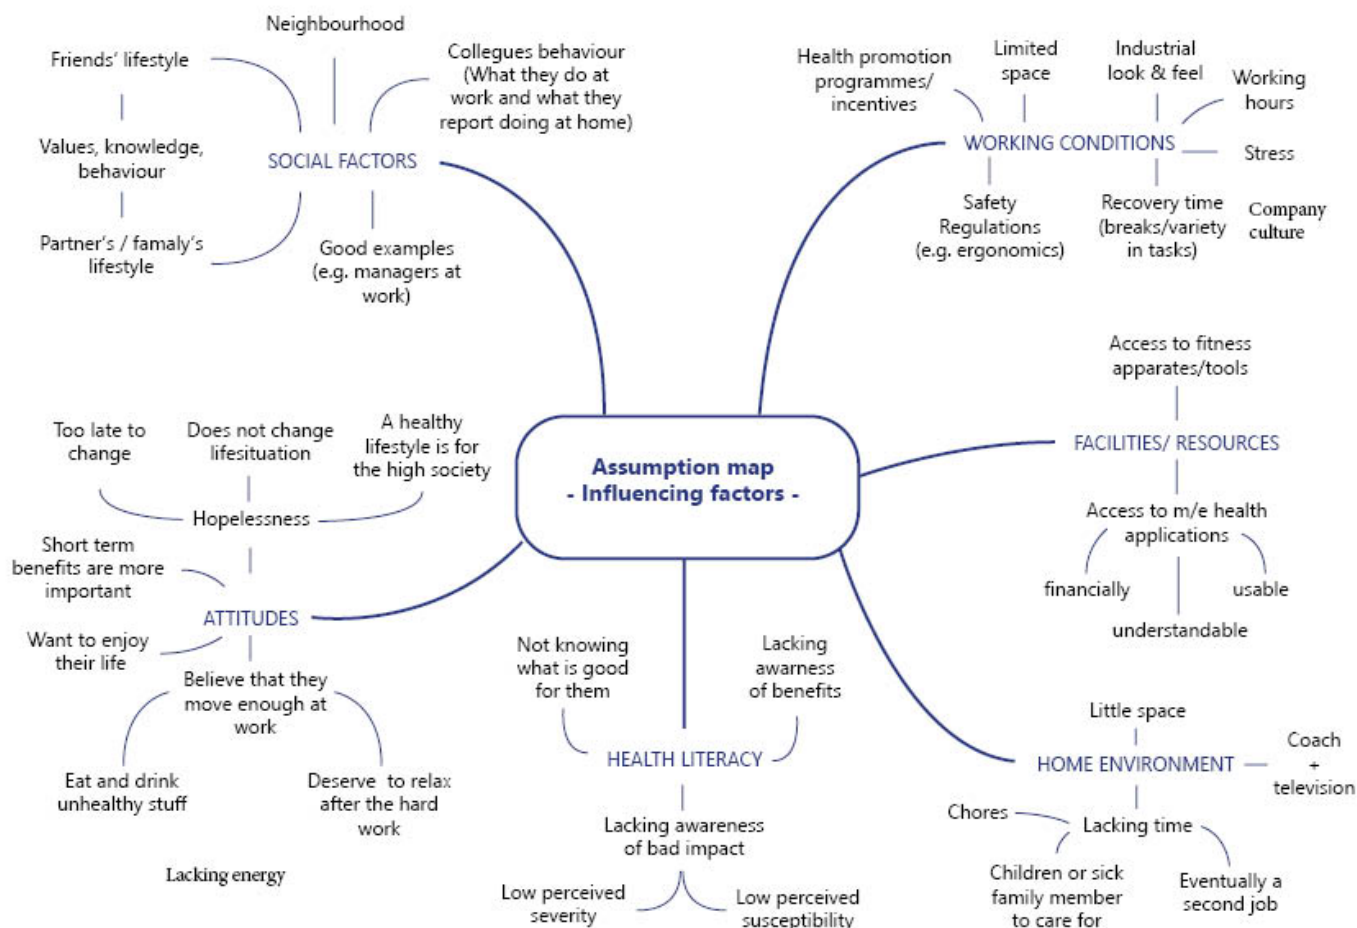 Neighbourhood
Friends' lifestyle
Collegues behaviour
(What they do at
work and what they
report doing at home)
Values, knowledge,
behaviour
SOCIAL FACTORS
Partner's / famaly's
lifestyle
Good examples
(e.g. managers at
work)
Health promotion
programmes/
incentives
Limited
space
Industrial
look & feel
Working
hours
WORKING CONDITIONS
Stress
Safety
Regulations
(e.g. ergonomics)
Recovery time
(breaks/variety
in tasks)
Company
culture
Access to fitness
apparates/tools
FACILITIES/ RESOURCES
Access to m/e health
applications
financially
usable
understandable
Assumption map
- Influencing factors -
Too late to
change
Does not change
lifesituation
A healthy
lifestyle is for
the high society
Hopelessness
Short term
benefits are more
important
ATTITUDES
Want to enjoy
their life
Believe that they
move enough at
work
Eat and drink
unhealthy stuff
Deserve to relax
after the hard
work
Lacking energy
Not knowing
what is good
for them
Lacking
awarness
of benefits
HEALTH LITERACY
Lacking awareness
of bad impact
Low perceived
severity
Low perceived
susceptibility
Little space
HOME ENVIRONMENT
Coach
+
television
Chores
Lacking time
Children or sick
family member
to care for
Eventually a
second job